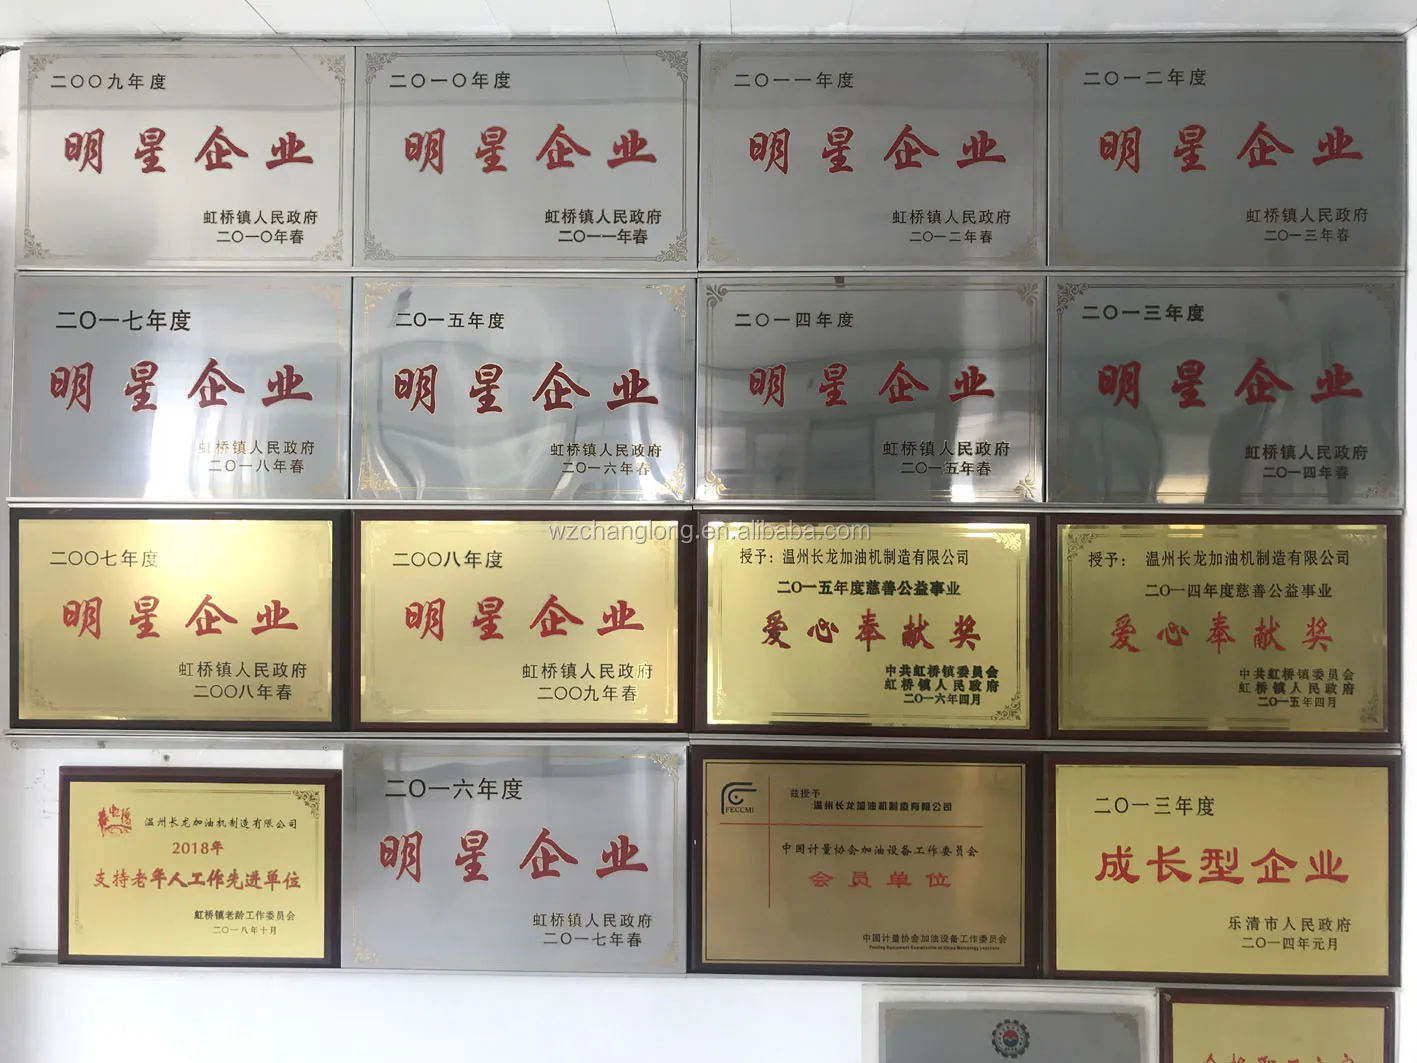 二〇〇九年度
明星企业
虹桥镇人民政府
二〇一〇年春
二〇一〇年度
明星企业
虹桥镇人民政府
二〇一一年春
二〇一一年度
明星企业
虹桥镇人民政府
二〇一二年春
二〇一二年度
明星企业
虹桥镇人民政府
二〇一三年春
二〇一七年度
明星企业
虹桥镇人民政府
二〇一八年春
二〇一五年度
明星企业
虹桥镇人民政府
二〇一六年春
二〇一四年度
明星企业
虹桥镇人民政府
二〇一五年春
二〇一三年度
明星企业
虹桥镇人民政府
二〇一四年春
wzchanglong.en.alibaba.com
二〇〇七年度
明星企业
虹桥镇人民政府
二〇〇八年春
二〇〇八年度
明星企业
虹桥镇人民政府
二〇〇九年春
授予：温州长龙加油机制造有限公司
二〇一五年度慈善公益事业
爱心奉献奖
中共虹桥镇委员会
虹桥镇人民政府
二〇一六年四月
授予：温州长龙加油机制造有限公司
二〇一四年度慈善公益事业
爱心奉献奖
中共虹桥镇委员会
虹桥镇人民政府
二〇一五年四月
温州长龙加油机制造有限公司
2018年
支持老年人工作先进单位
虹桥镇老龄工作委员会
二〇一八年十月
二〇一六年度
明星企业
虹桥镇人民政府
二〇一七年春
FECCMI
兹授予
温州长龙加油机制造有限公司
中国计量协会加油设备工作委员会
会员单位
中国计量协会加油设备工作委员会
Fueling Equipment Committee of China Metrology Institute
二〇一三年度
成长型企业
乐清市人民政府
二〇一四年元月